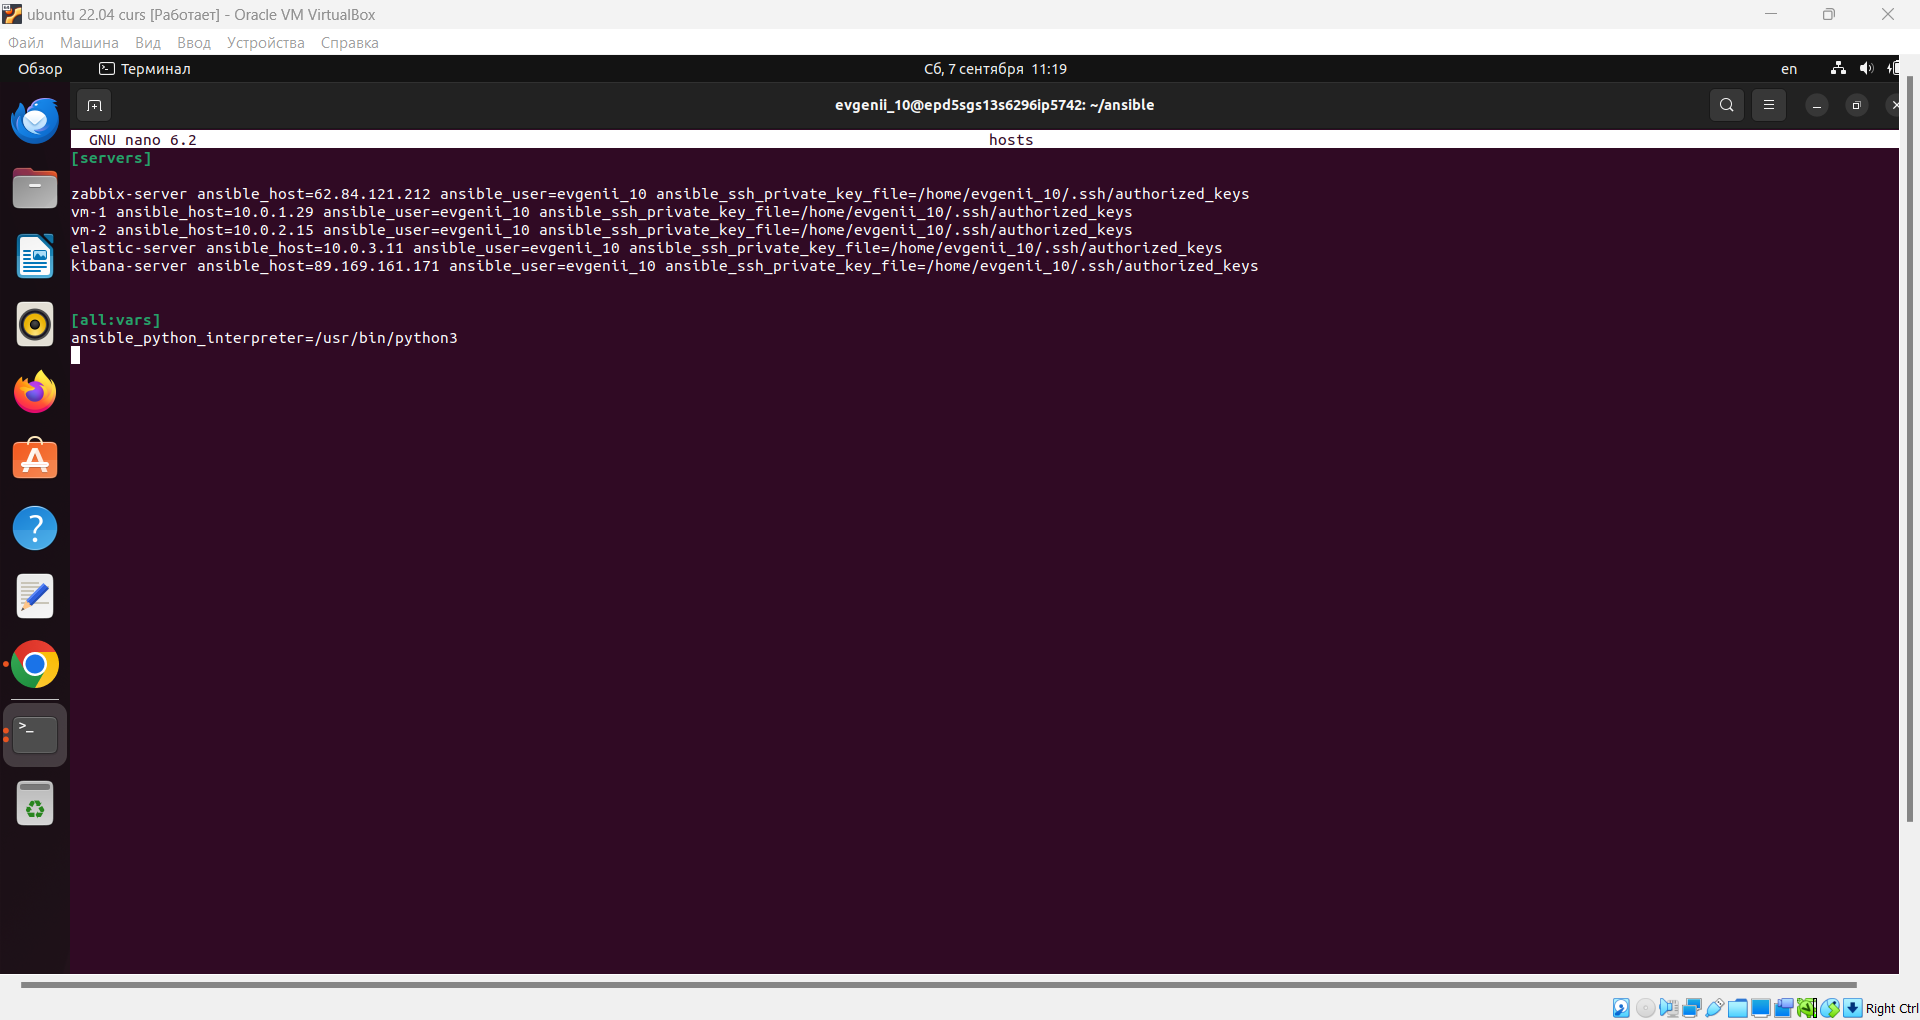 ubuntu 22.04 curs [Работает] - Oracle VM VirtualBox
Файл Машина Вид Ввод Устройства Справка
Обзор Терминал Сб, 7 сентября 11:19 en
evgenii_10@epd5sgs13s6296ip5742: ~/ansible
GNU nano 6.2 hosts
[servers]
zabbix-server ansible_host=62.84.121.212 ansible_user=evgenii_10 ansible_ssh_private_key_file=/home/evgenii_10/.ssh/authorized_keys
vm-1 ansible_host=10.0.1.29 ansible_user=evgenii_10 ansible_ssh_private_key_file=/home/evgenii_10/.ssh/authorized_keys
vm-2 ansible_host=10.0.2.15 ansible_user=evgenii_10 ansible_ssh_private_key_file=/home/evgenii_10/.ssh/authorized_keys
elastic-server ansible_host=10.0.3.11 ansible_user=evgenii_10 ansible_ssh_private_key_file=/home/evgenii_10/.ssh/authorized_keys
kibana-server ansible_host=89.169.161.171 ansible_user=evgenii_10 ansible_ssh_private_key_file=/home/evgenii_10/.ssh/authorized_keys
[all:vars]
ansible_python_interpreter=/usr/bin/python3
Right Ctrl